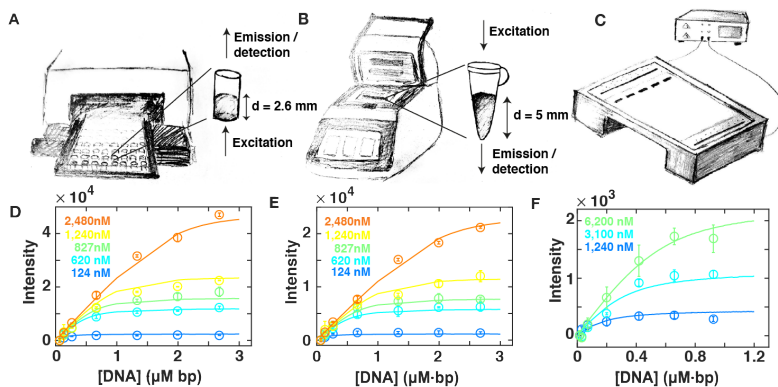 A
Emission /
detection
d = 2.6 mm
Excitation
B
Excitation
d = 5 mm
Emission /
detection
C
D
× 10⁴
2,480nM
1,240nM
827nM
620 nM
124 nM
4
2
0
Intensity
0 1 2 3
[DNA] (µM bp)
E
× 10⁴
2,480nM
1,240nM
827nM
620 nM
124 nM
2
1
0
Intensity
0 1 2 3
[DNA] (µM·bp)
F
× 10³
6,200 nM
3,100 nM
1,240 nM
2
1
0
Intensity
0 0.4 0.8 1.2
[DNA] (µM·bp)